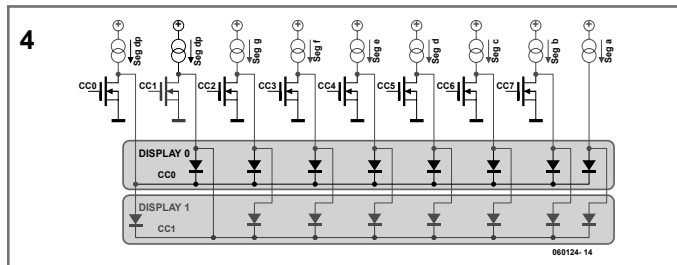 4
Seg dp
Seg dp
Seg g
Seg f
Seg e
Seg d
Seg c
Seg b
Seg a
CC0
CC1
CC2
CC3
CC4
CC5
CC6
CC7
DISPLAY 0
CC0
DISPLAY 1
CC1
060124- 14